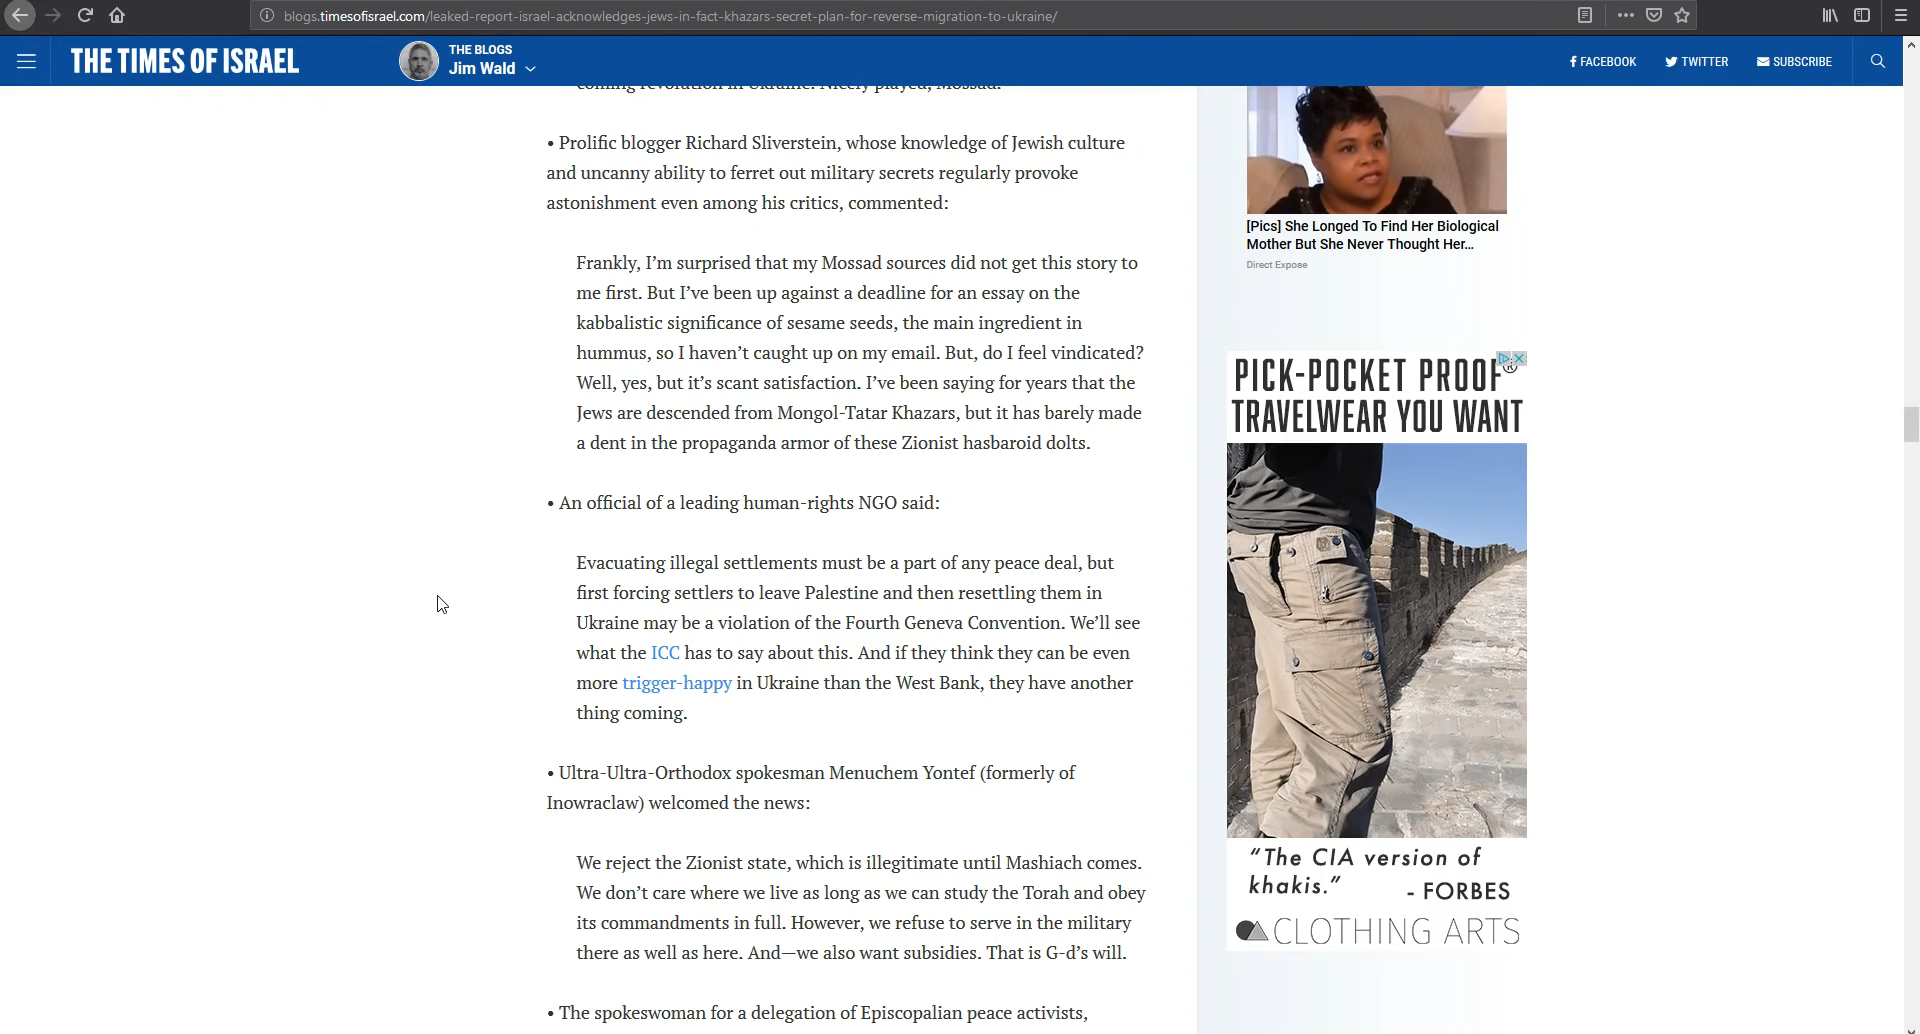 blogs.timesofisrael.com/leaked-report-israel-acknowledges-jews-in-fact-khazars-secret-plan-for-reverse-migration-to-ukraine/
THE TIMES OF ISRAEL
THE BLOGS
Jim Wald
FACEBOOK
TWITTER
SUBSCRIBE
coming revolution in Ukraine. Nicely played, Mossad.
• Prolific blogger Richard Sliverstein, whose knowledge of Jewish culture
and uncanny ability to ferret out military secrets regularly provoke
astonishment even among his critics, commented:
Frankly, I’m surprised that my Mossad sources did not get this story to
me first. But I’ve been up against a deadline for an essay on the
kabbalistic significance of sesame seeds, the main ingredient in
hummus, so I haven’t caught up on my email. But, do I feel vindicated?
Well, yes, but it’s scant satisfaction. I’ve been saying for years that the
Jews are descended from Mongol-Tatar Khazars, but it has barely made
a dent in the propaganda armor of these Zionist hasbaroid dolts.
• An official of a leading human-rights NGO said:
Evacuating illegal settlements must be a part of any peace deal, but
first forcing settlers to leave Palestine and then resettling them in
Ukraine may be a violation of the Fourth Geneva Convention. We’ll see
what the ICC has to say about this. And if they think they can be even
more trigger-happy in Ukraine than the West Bank, they have another
thing coming.
• Ultra-Ultra-Orthodox spokesman Menuchem Yontef (formerly of
Inowraclaw) welcomed the news:
We reject the Zionist state, which is illegitimate until Mashiach comes.
We don’t care where we live as long as we can study the Torah and obey
its commandments in full. However, we refuse to serve in the military
there as well as here. And—we also want subsidies. That is G-d’s will.
• The spokeswoman for a delegation of Episcopalian peace activists,
[Pics] She Longed To Find Her Biological
Mother But She Never Thought Her...
Direct Expose
PICK-POCKET PROOF®
TRAVELWEAR YOU WANT
“The CIA version of
khakis.” - FORBES
CLOTHING ARTS